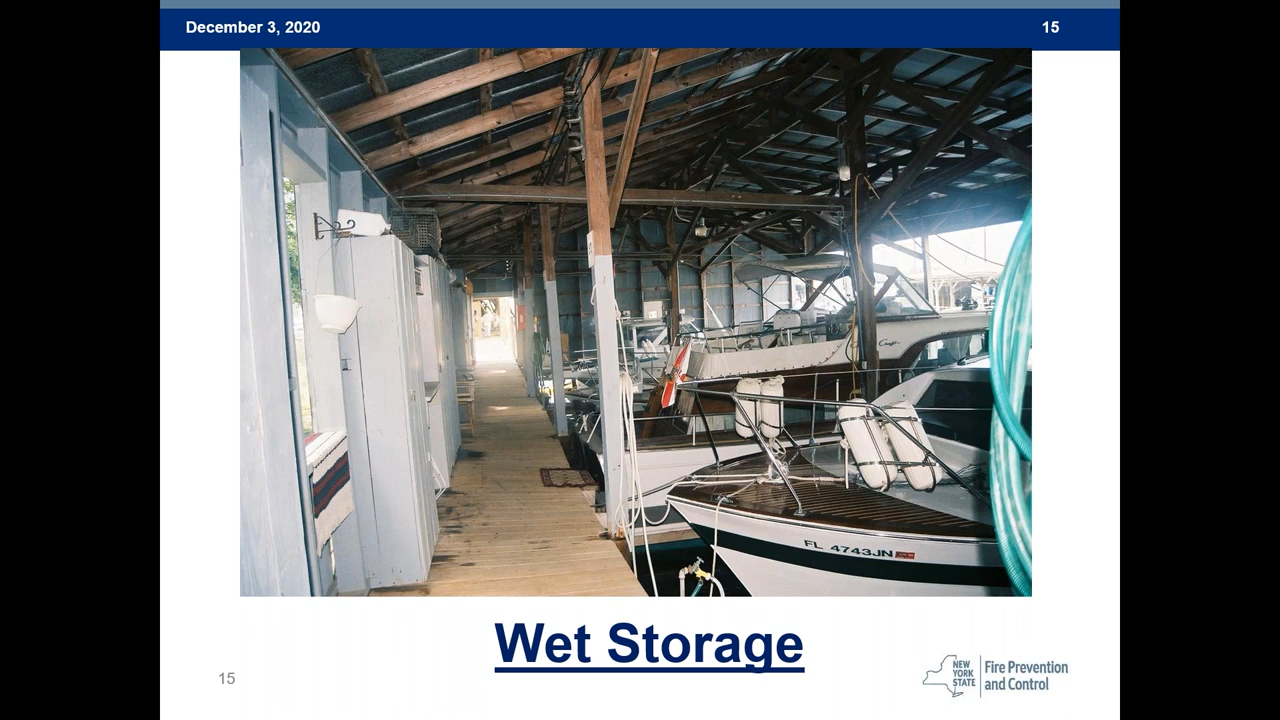 December 3, 2020
15
FL 4743JN
Wet Storage
15
NEW
YORK
STATE
Fire Prevention
and Control